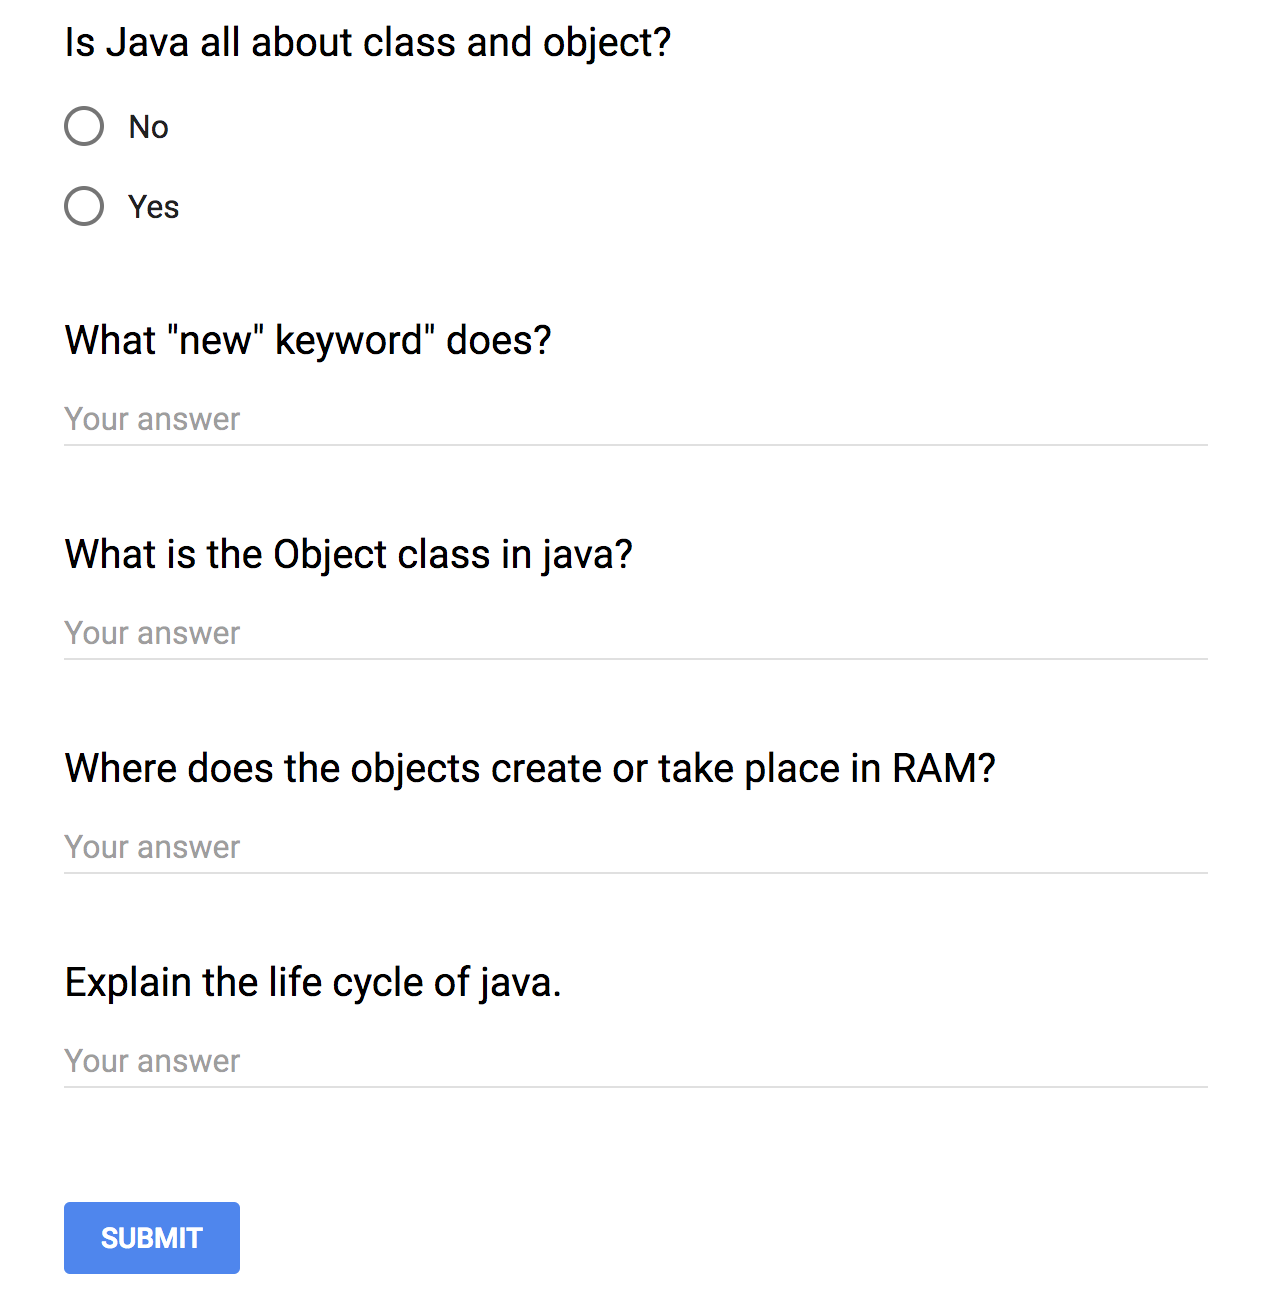 Is Java all about class and object?
No
Yes
What "new" keyword" does?
Your answer
What is the Object class in java?
Your answer
Where does the objects create or take place in RAM?
Your answer
Explain the life cycle of java.
Your answer
SUBMIT